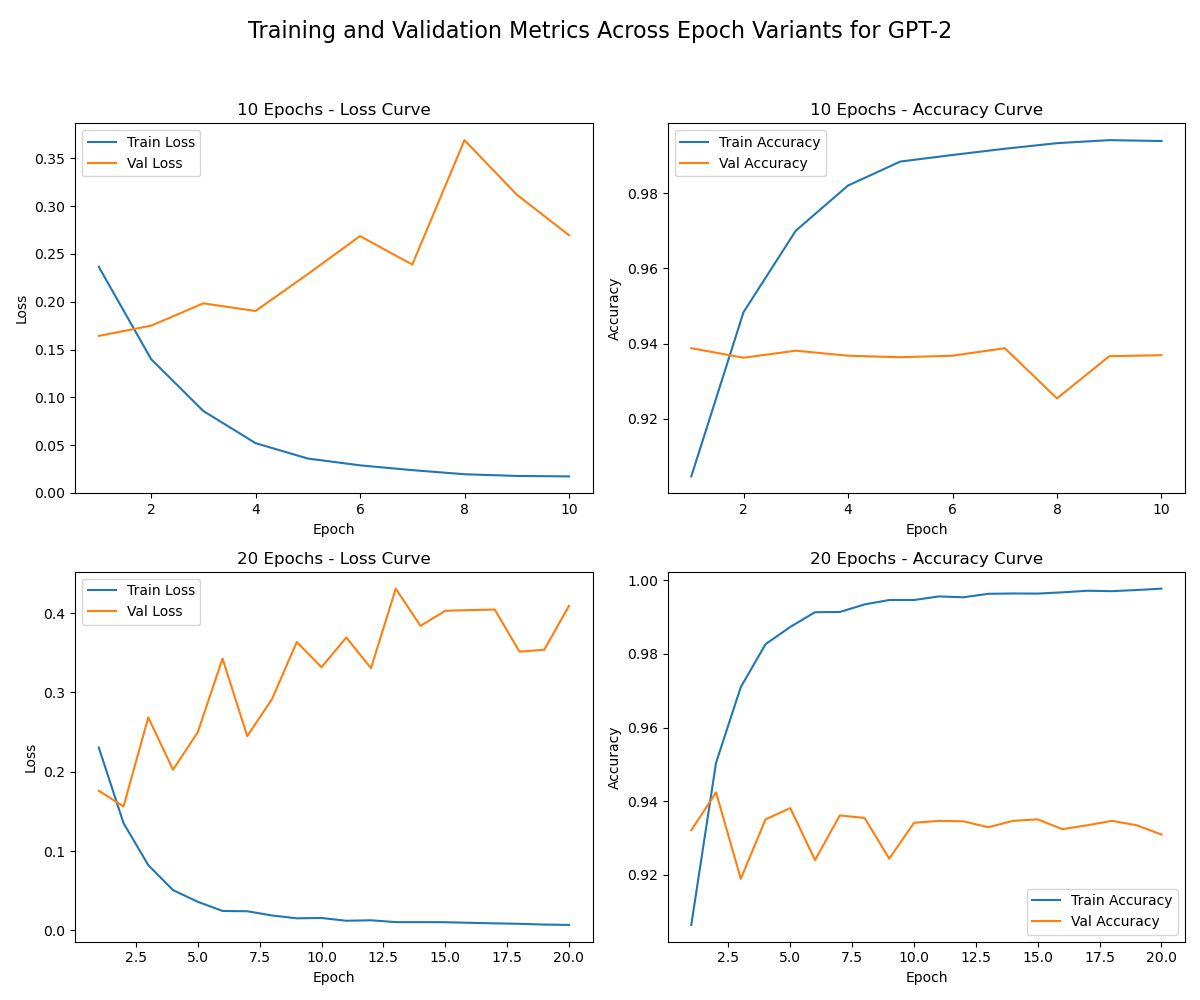 Training and Validation Metrics Across Epoch Variants for GPT-2
10 Epochs - Loss Curve
Train Loss
Val Loss
0.35
0.30
0.25
0.20
0.15
0.10
0.05
0.00
Loss
2 4 6 8 10
Epoch
10 Epochs - Accuracy Curve
Train Accuracy
Val Accuracy
0.98
0.96
0.94
0.92
Accuracy
2 4 6 8 10
Epoch
20 Epochs - Loss Curve
Train Loss
Val Loss
0.4
0.3
0.2
0.1
0.0
Loss
2.5 5.0 7.5 10.0 12.5 15.0 17.5 20.0
Epoch
20 Epochs - Accuracy Curve
1.00
0.98
0.96
0.94
0.92
Accuracy
Train Accuracy
Val Accuracy
2.5 5.0 7.5 10.0 12.5 15.0 17.5 20.0
Epoch